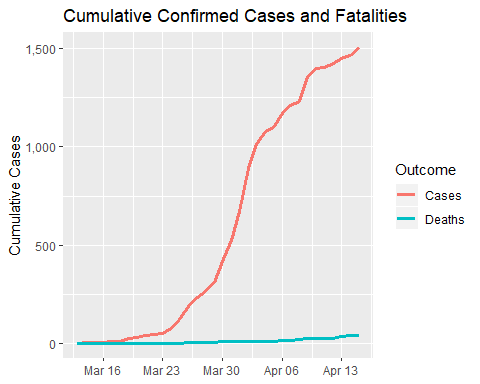 Cumulative Confirmed Cases and Fatalities
Cumulative Cases
1,500
1,000
500
0
Mar 16 Mar 23 Mar 30 Apr 06 Apr 13
Outcome
Cases
Deaths